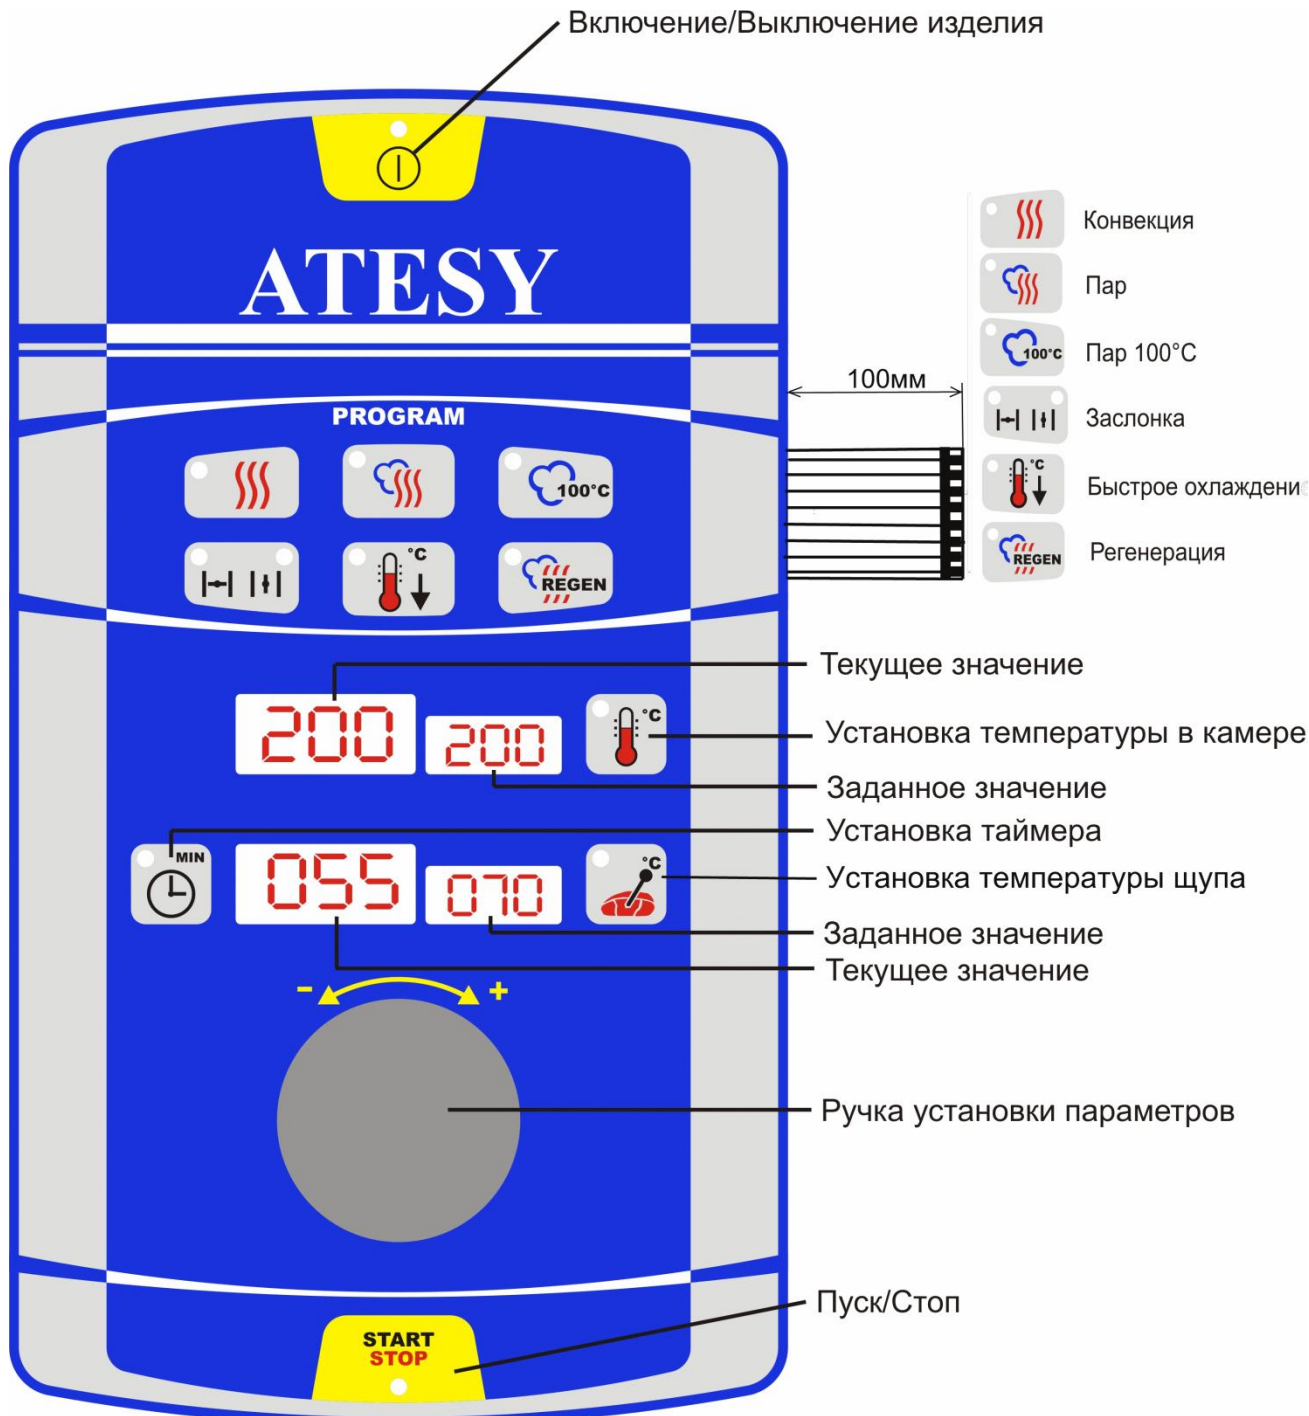 Включение/Выключение изделия
ATESY
Конвекция
Пар
100°C
Пар 100°C
Заслонка
°C
Быстрое охлаждени
REGEN
Регенерация
100мм
PROGRAM
100°C
°C
REGEN
Текущее значение
200
200
°C
Установка температуры в камере
Заданное значение
Установка таймера
MIN
055
070
°C
Установка температуры щупа
Заданное значение
Текущее значение
- +
Ручка установки параметров
Пуск/Стоп
START
STOP